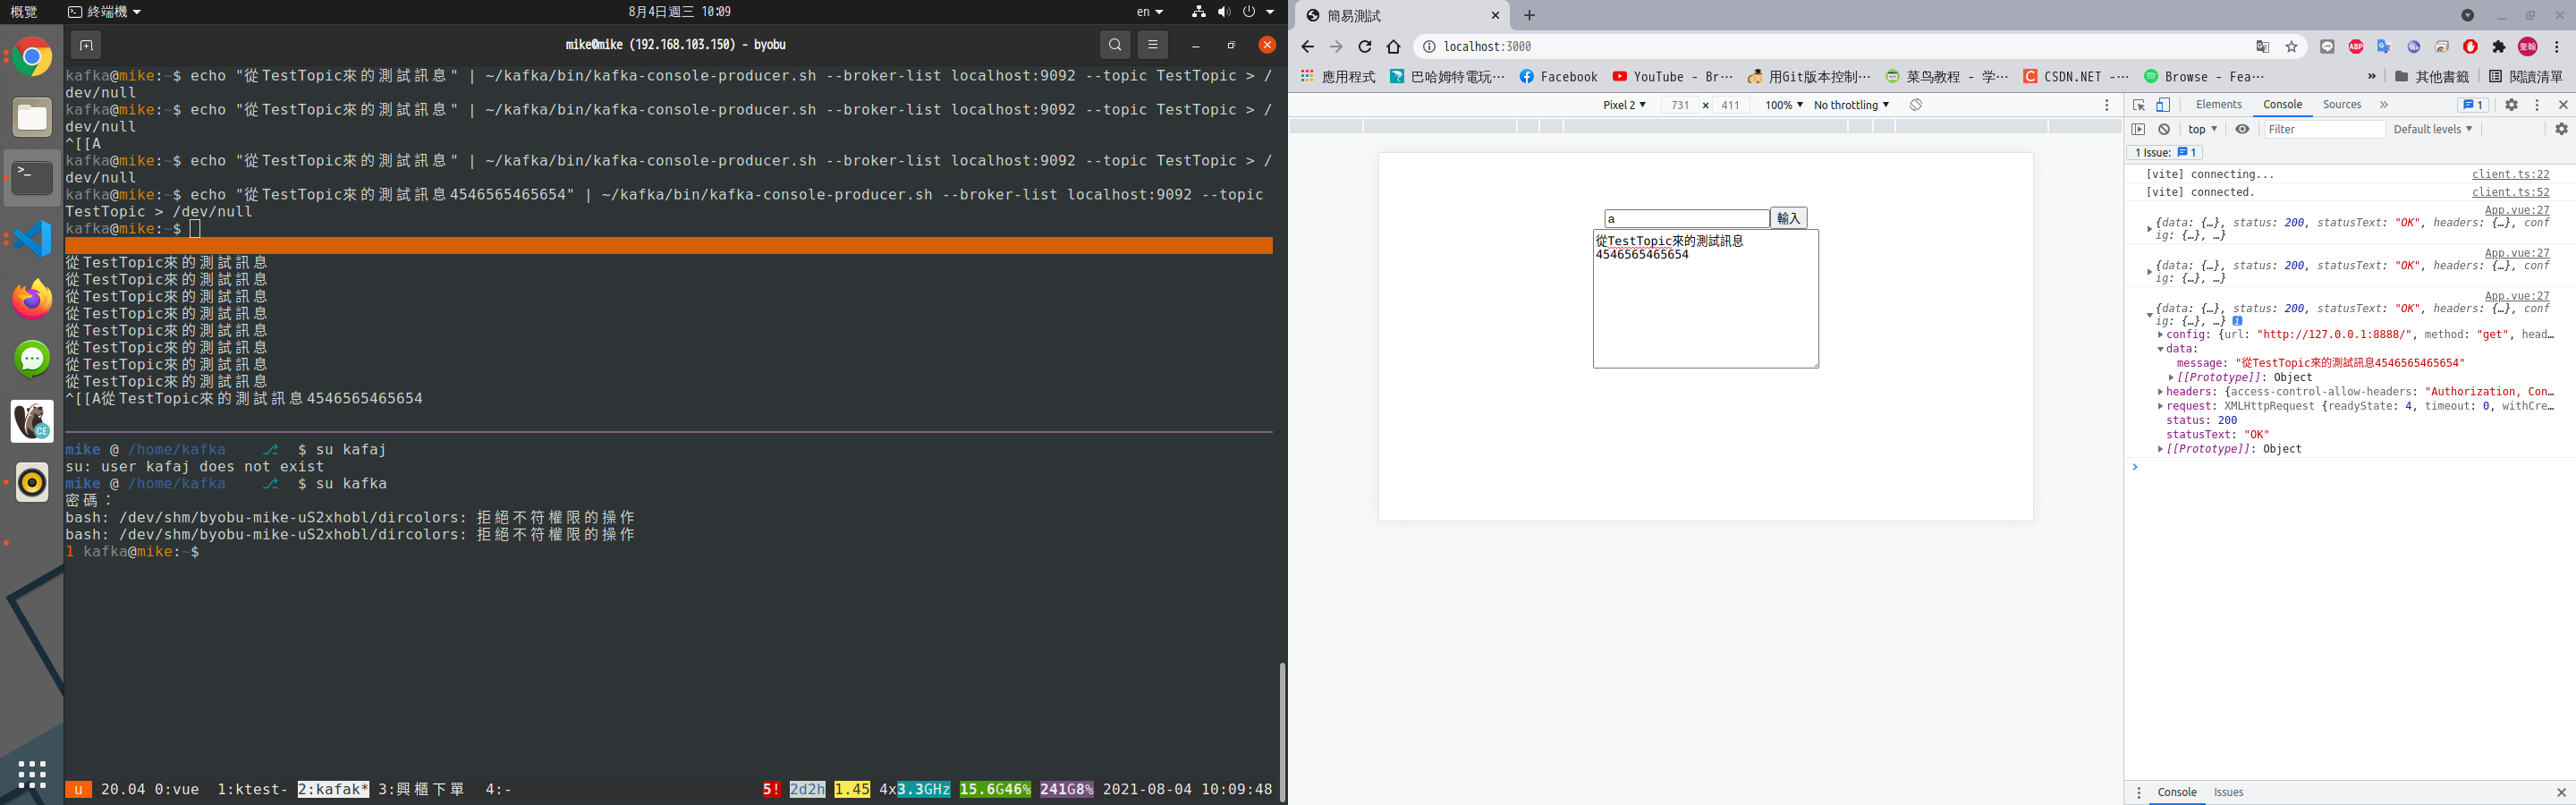 概覽
終端機
8月4日週三 10:09
en
mike@mike (192.168.103.150) - byobu
kafka@mike:~$ echo "從TestTopic來的測試訊息" | ~/kafka/bin/kafka-console-producer.sh --broker-list localhost:9092 --topic TestTopic > /
dev/null
kafka@mike:~$ echo "從TestTopic來的測試訊息" | ~/kafka/bin/kafka-console-producer.sh --broker-list localhost:9092 --topic TestTopic > /
dev/null
^[[A
kafka@mike:~$ echo "從TestTopic來的測試訊息" | ~/kafka/bin/kafka-console-producer.sh --broker-list localhost:9092 --topic TestTopic > /
dev/null
kafka@mike:~$ echo "從TestTopic來的測試訊息4546565465654" | ~/kafka/bin/kafka-console-producer.sh --broker-list localhost:9092 --topic
TestTopic > /dev/null
kafka@mike:~$
從TestTopic來的測試訊息
從TestTopic來的測試訊息
從TestTopic來的測試訊息
從TestTopic來的測試訊息
從TestTopic來的測試訊息
從TestTopic來的測試訊息
從TestTopic來的測試訊息
從TestTopic來的測試訊息
^[[A從TestTopic來的測試訊息4546565465654
mike @ /home/kafka ⎇ $ su kafaj
su: user kafaj does not exist
mike @ /home/kafka ⎇ $ su kafka
密碼：
bash: /dev/shm/byobu-mike-uS2xhobl/dircolors: 拒絕不符權限的操作
bash: /dev/shm/byobu-mike-uS2xhobl/dircolors: 拒絕不符權限的操作
1 kafka@mike:~$
u 20.04 0:vue 1:ktest- 2:kafak* 3:興櫃下單 4:- 5! 2d2h 1.45 4x3.3GHz 15.6G46% 241G8% 2021-08-04 10:09:48
簡易測試
localhost:3000
ABP
奎翰
應用程式 巴哈姆特電玩… Facebook YouTube - Br… 用Git版本控制… 菜鸟教程 - 学… CSDN.NET -… Browse - Fea… » 其他書籤 閱讀清單
Pixel 2 731 × 411 100% No throttling
a 輸入
從TestTopic來的測試訊息
4546565465654
Elements Console Sources » 1
top Filter Default levels
1 Issue: 1
[vite] connecting... client.ts:22
[vite] connected. client.ts:52
App.vue:27
{data: {…}, status: 200, statusText: "OK", headers: {…}, conf
ig: {…}, …}
App.vue:27
{data: {…}, status: 200, statusText: "OK", headers: {…}, conf
ig: {…}, …}
App.vue:27
{data: {…}, status: 200, statusText: "OK", headers: {…}, conf
ig: {…}, …} i
config: {url: "http://127.0.0.1:8888/", method: "get", head…
data:
message: "從TestTopic來的測試訊息4546565465654"
[[Prototype]]: Object
headers: {access-control-allow-headers: "Authorization, Con…
request: XMLHttpRequest {readyState: 4, timeout: 0, withCre…
status: 200
statusText: "OK"
[[Prototype]]: Object
Console Issues